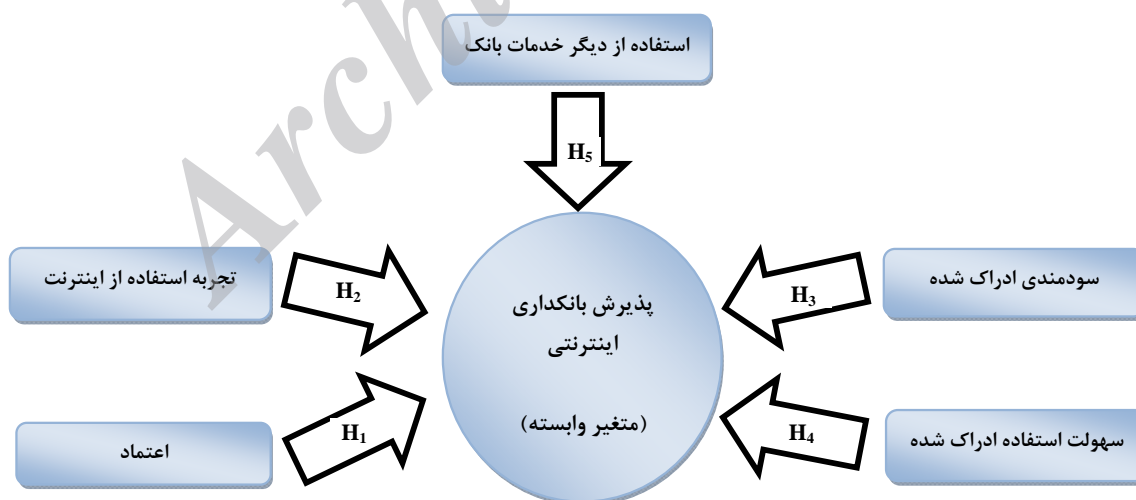 استفاده از دیگر خدمات بانک
H₅
تجربه استفاده از اینترنت
H₂
سودمندی ادراک شده
H₃
پذیرش بانکداری
اینترنتی
(متغیر وابسته)
اعتماد
H₁
سهولت استفاده ادراک شده
H₄